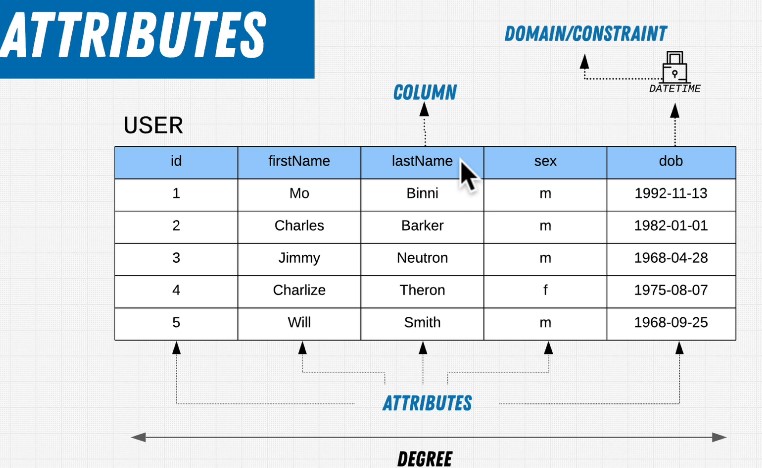 ATTRIBUTES
DOMAIN/CONSTRAINT
COLUMN
DATETIME
USER
id firstName lastName sex dob
1 Mo Binni m 1992-11-13
2 Charles Barker m 1982-01-01
3 Jimmy Neutron m 1968-04-28
4 Charlize Theron f 1975-08-07
5 Will Smith m 1968-09-25
ATTRIBUTES
DEGREE